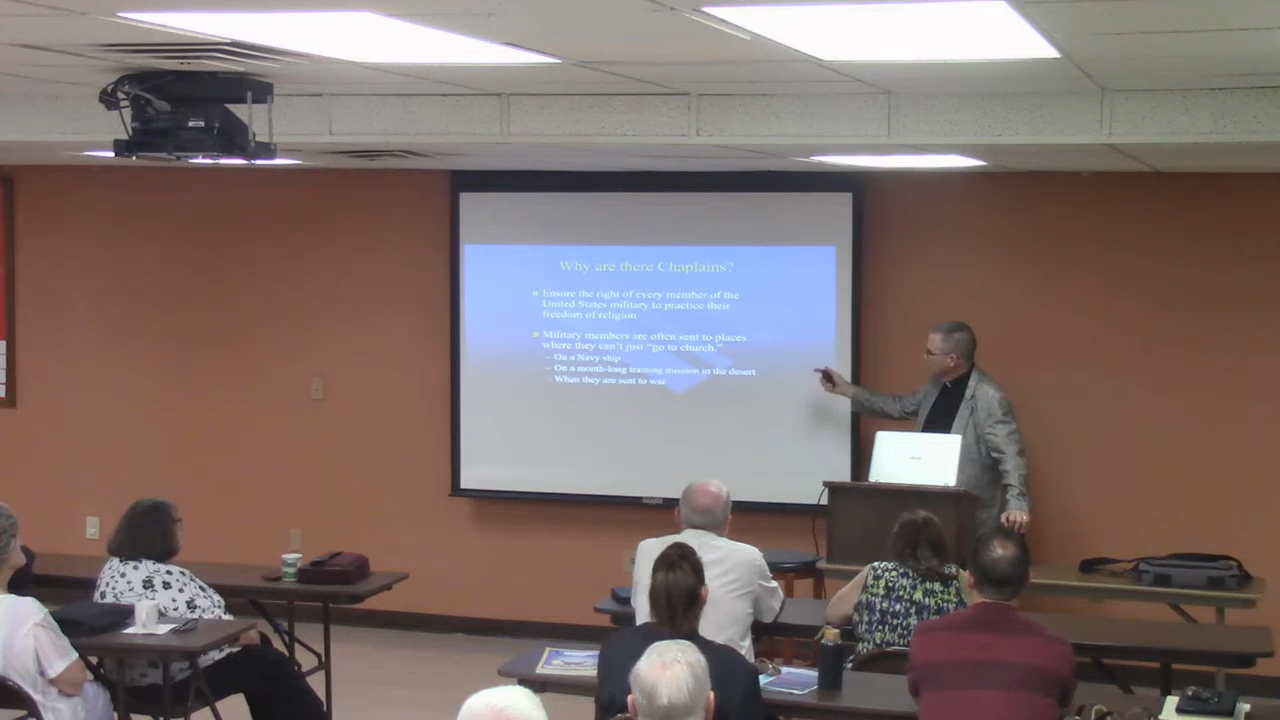 Why are there Chaplains?
Ensure the right of every member of the
United States military to practice their
freedom of religion.
Military members are often sent to places
where they can't just "go to church."
– On a Navy ship
– On a month-long training mission in the desert
When they are sent to war